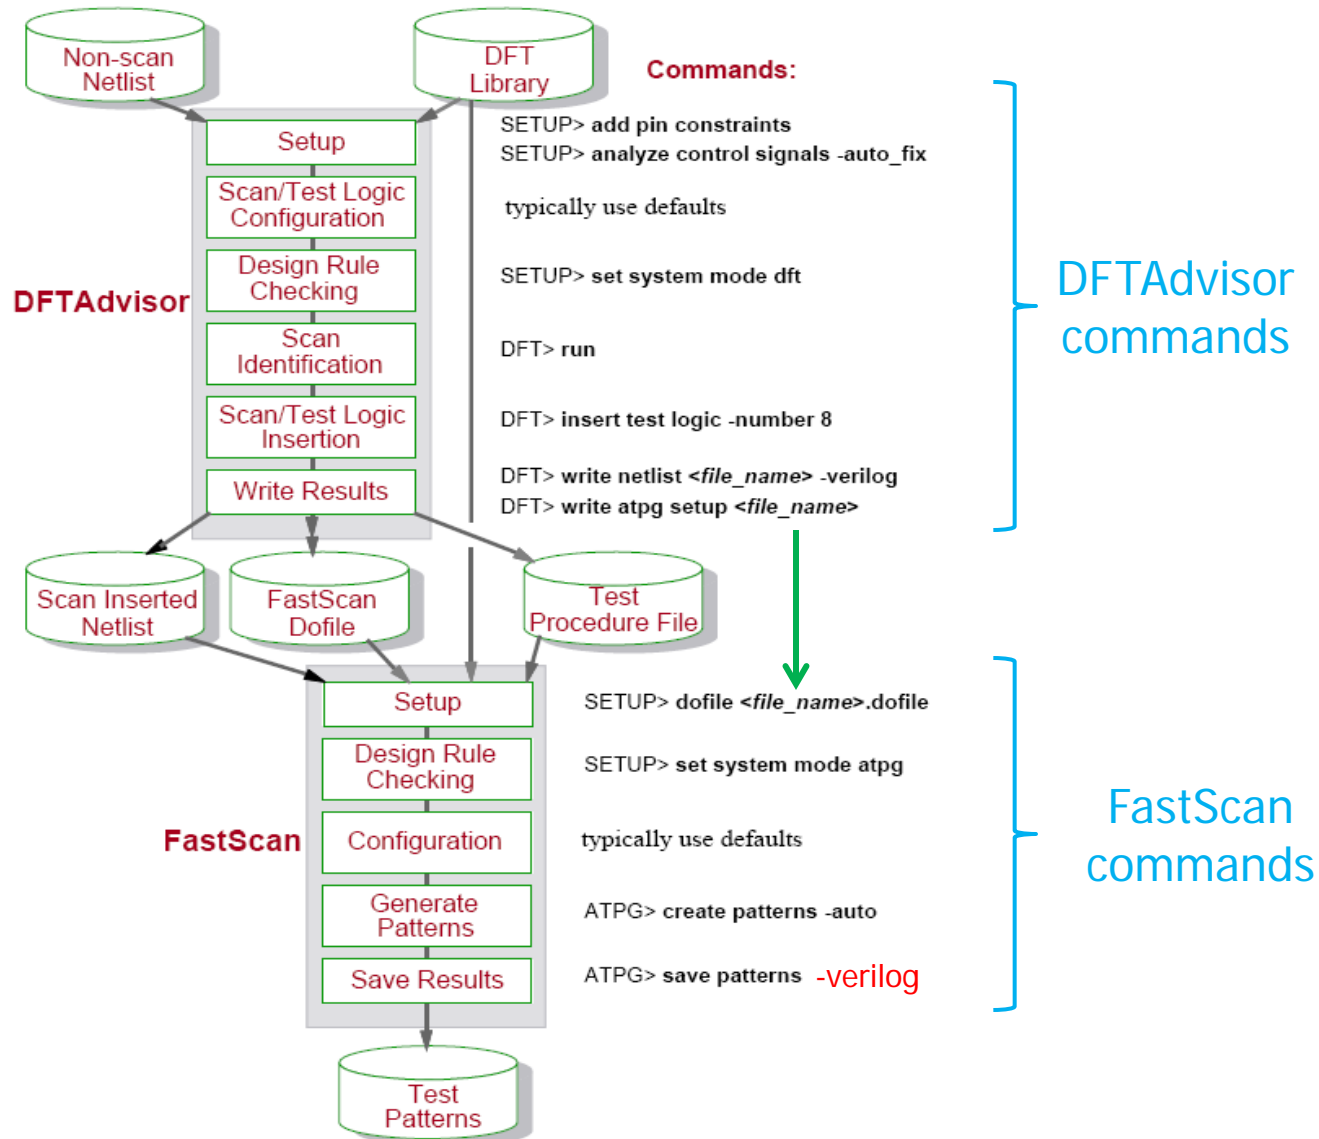 Non-scan
Netlist
DFT
Library
Commands:
Setup
SETUP> add pin constraints
SETUP> analyze control signals -auto_fix
Scan/Test Logic
Configuration
typically use defaults
Design Rule
Checking
SETUP> set system mode dft
DFTAdvisor
Scan
Identification
DFT> run
Scan/Test Logic
Insertion
DFT> insert test logic -number 8
Write Results
DFT> write netlist <file_name> -verilog
DFT> write atpg setup <file_name>
DFTAdvisor
commands
Scan Inserted
Netlist
FastScan
Dofile
Test
Procedure File
Setup
SETUP> dofile <file_name>.dofile
Design Rule
Checking
SETUP> set system mode atpg
FastScan
Configuration
typically use defaults
Generate
Patterns
ATPG> create patterns -auto
Save Results
ATPG> save patterns -verilog
FastScan
commands
Test
Patterns